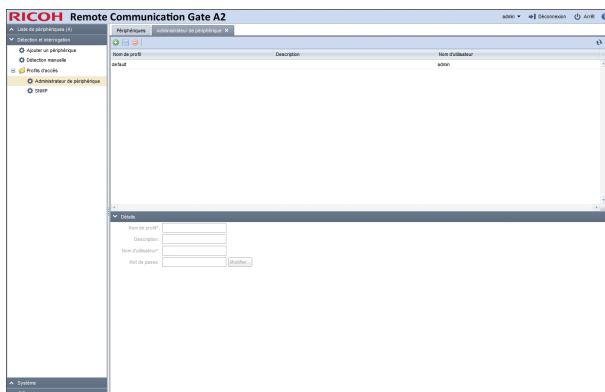 RICOH Remote Communication Gate A2
admin Déconnexion Arrêt
Liste de périphériques (4)
Détection et interrogation
Ajouter un périphérique
Détection manuelle
Profils d'accès
Administrateur de périphérique
SNMP
Périphériques Administrateur de périphérique
Nom de profil Description Nom d'utilisateur
default admin
Détails
Nom de profil*
Description
Nom d'utilisateur*
Mot de passe Modifier...
Système